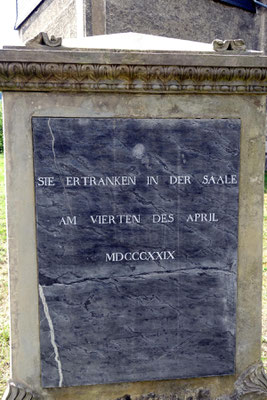 SIE ERTRANKEN IN DER SAALE
AM VIERTEN DES APRIL
MDCCCXXIX